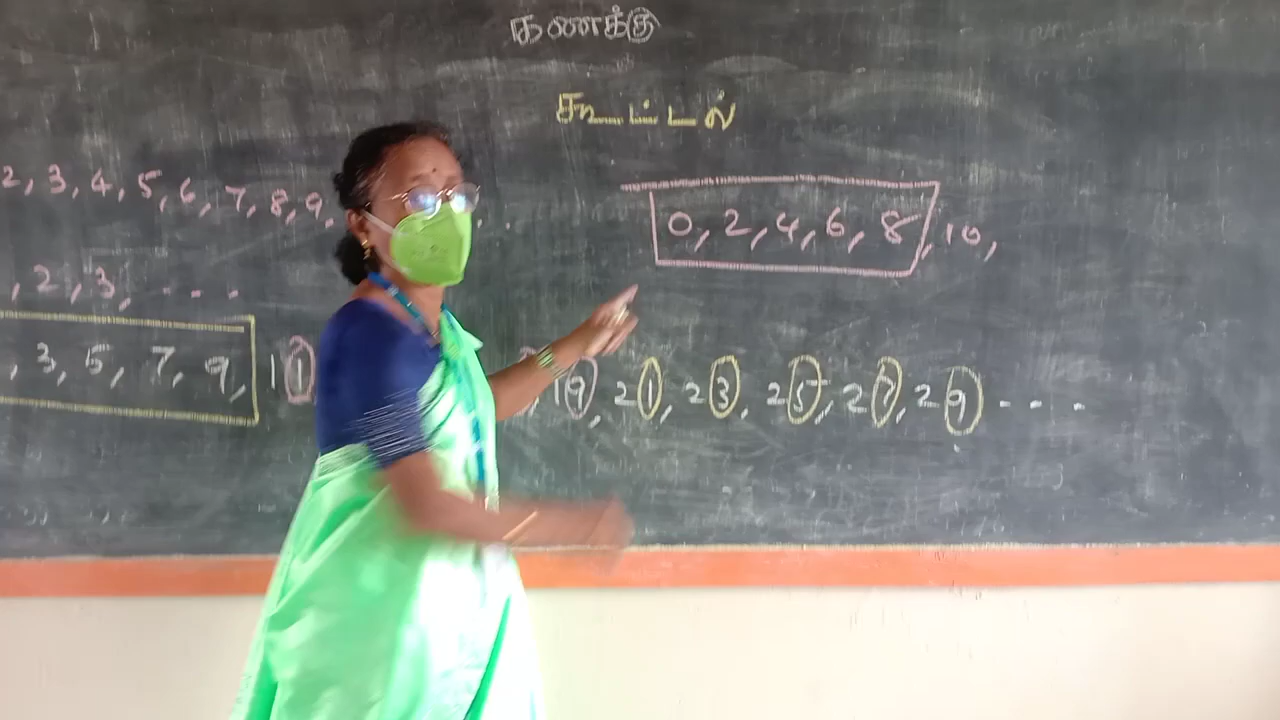 கணக்கு
கூட்டல்
2, 3, 4, 5, 6, 7, 8, 9, . .
0, 2, 4, 6, 8, 10,
, 2, 3, . . .
, 3, 5, 7, 9, 11 19, 21, 23, 25, 27, 29 - - -